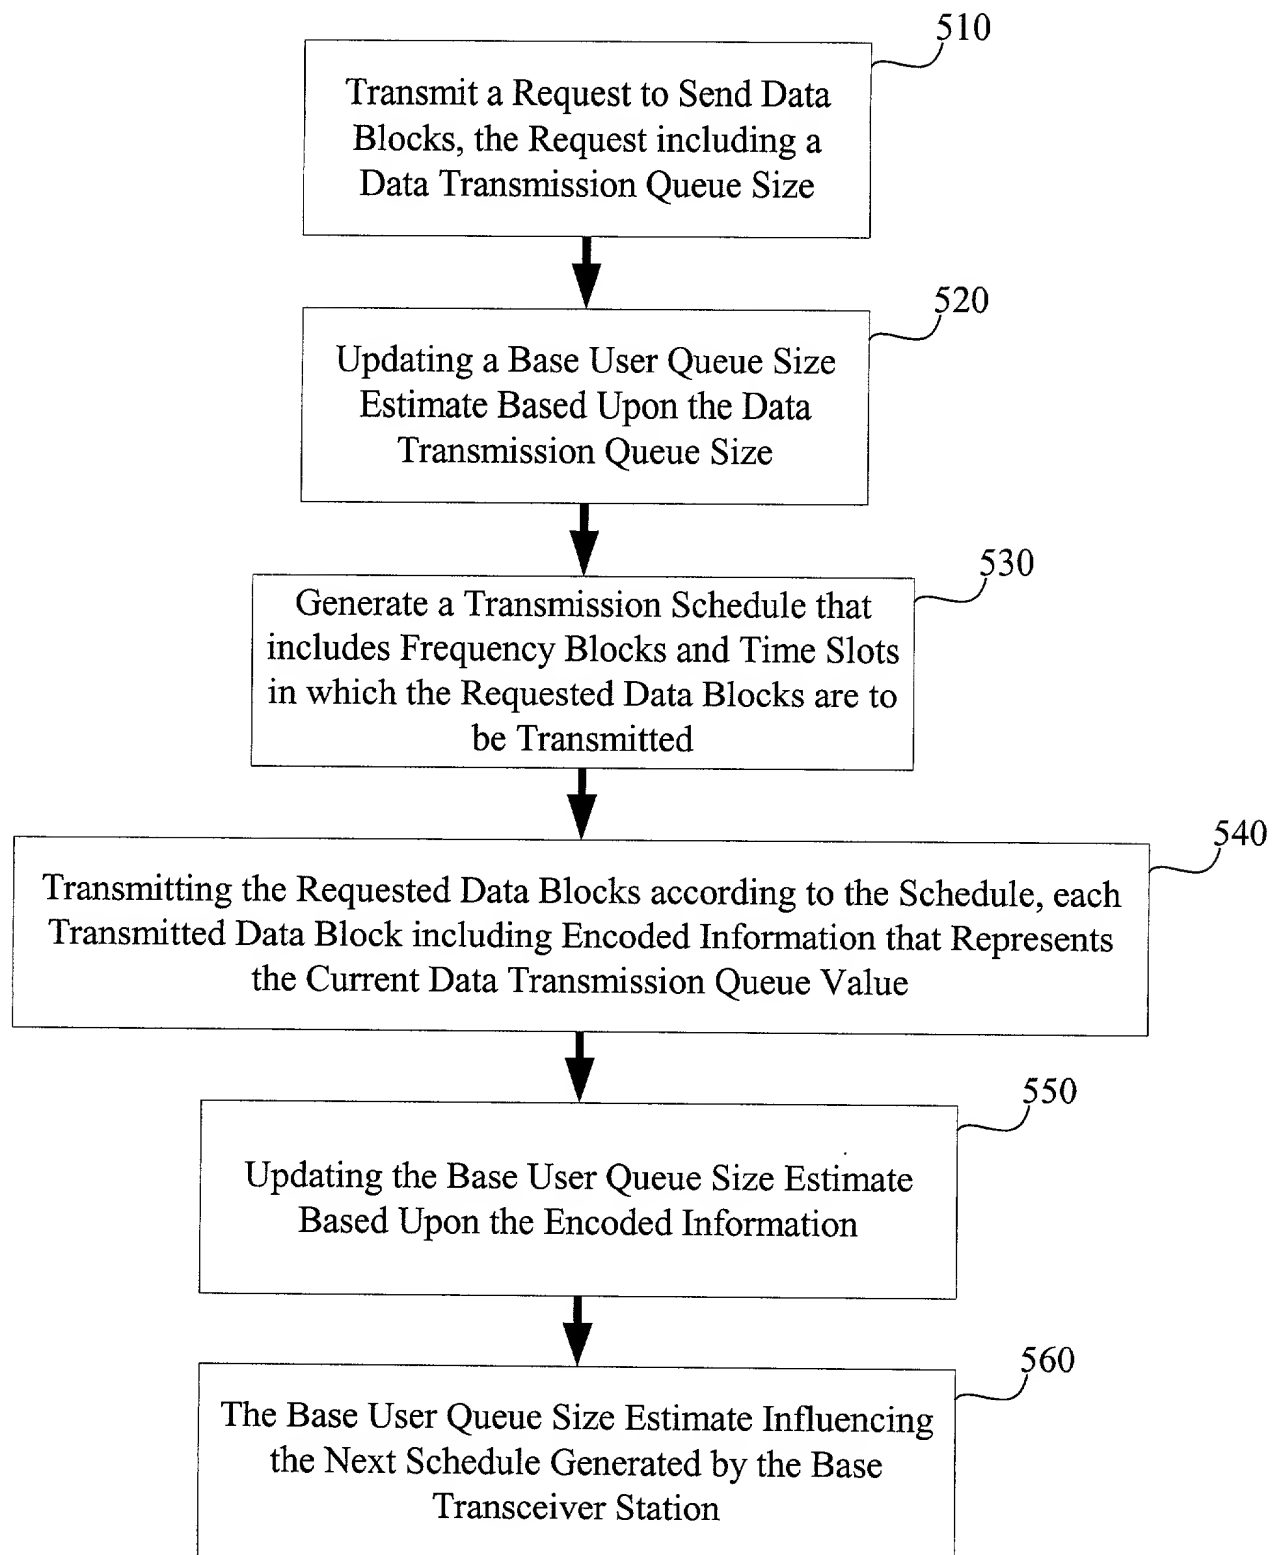 510
Transmit a Request to Send Data
Blocks, the Request including a
Data Transmission Queue Size
520
Updating a Base User Queue Size
Estimate Based Upon the Data
Transmission Queue Size
530
Generate a Transmission Schedule that
includes Frequency Blocks and Time Slots
in which the Requested Data Blocks are to
be Transmitted
540
Transmitting the Requested Data Blocks according to the Schedule, each
Transmitted Data Block including Encoded Information that Represents
the Current Data Transmission Queue Value
550
Updating the Base User Queue Size Estimate
Based Upon the Encoded Information
560
The Base User Queue Size Estimate Influencing
the Next Schedule Generated by the Base
Transceiver Station